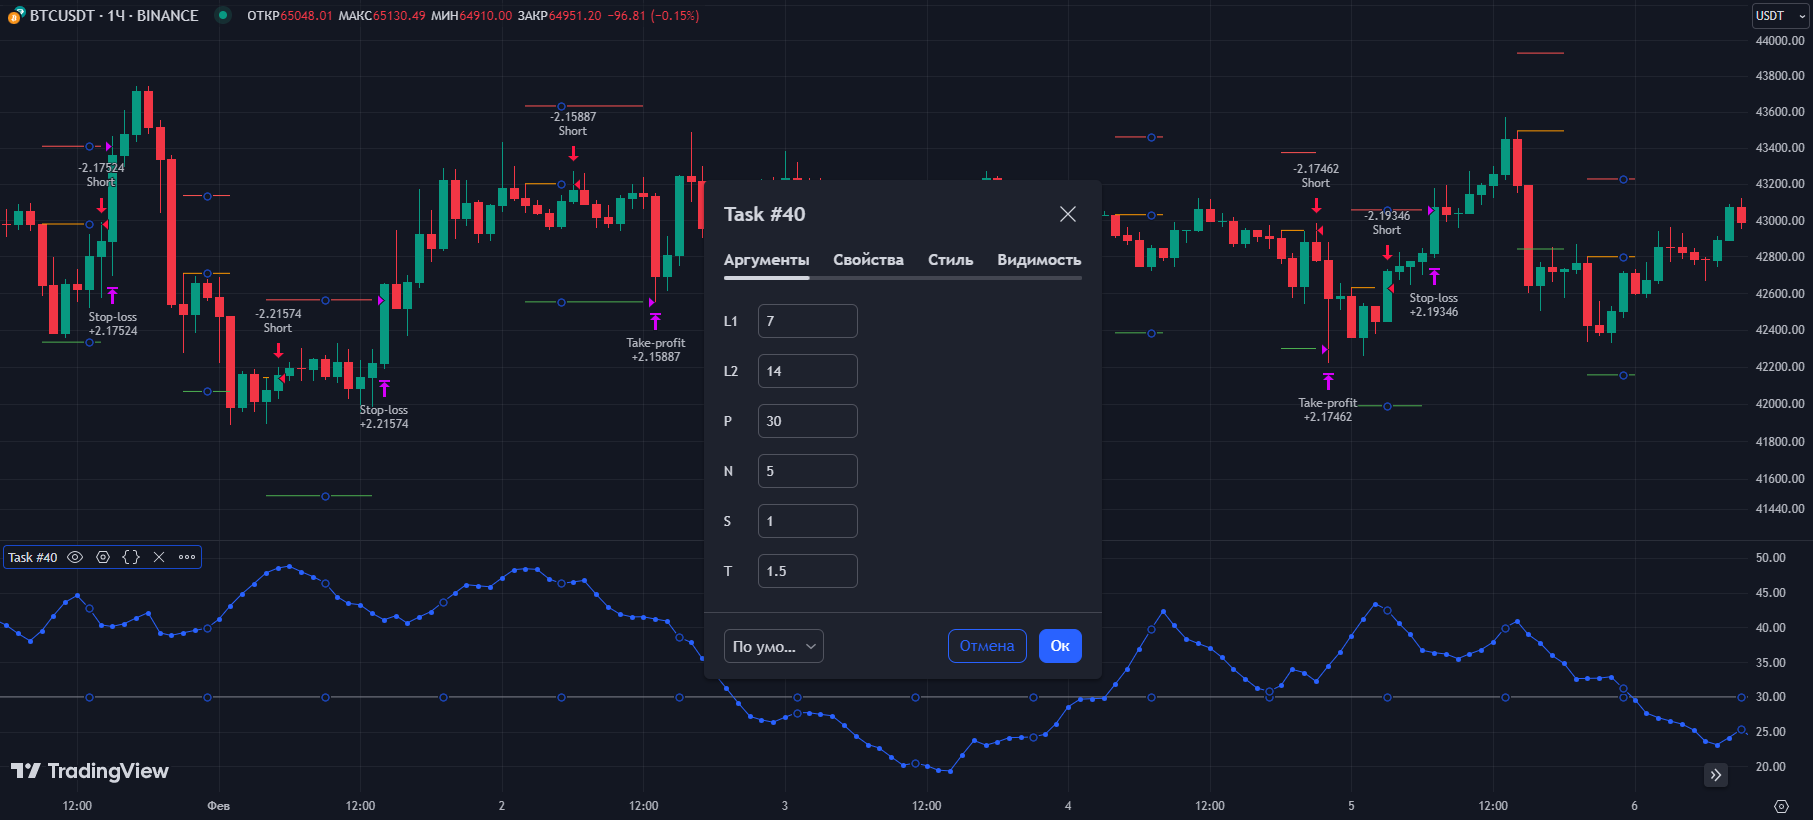 BTCUSDT · 1Ч · BINANCE ОТКР65048.01 МАКС65130.49 МИН64910.00 ЗАКР64951.20 −96.81 (−0.15%)
USDT
44000.00
43800.00
43600.00
43400.00
43200.00
43000.00
42800.00
42600.00
42400.00
42200.00
42000.00
41800.00
41600.00
41440.00
-2.17524
Short
Stop-loss
+2.17524
-2.21574
Short
Stop-loss
+2.21574
-2.15887
Short
Take-profit
+2.15887
-2.17462
Short
Take-profit
+2.17462
-2.19346
Short
Stop-loss
+2.19346
Task #40
Аргументы Свойства Стиль Видимость
L1 7
L2 14
P 30
N 5
S 1
T 1.5
По умо... Отмена Ок
Task #40
50.00
45.00
40.00
35.00
30.00
25.00
20.00
TradingView
12:00 Фев 12:00 2 12:00 3 12:00 4 12:00 5 12:00 6